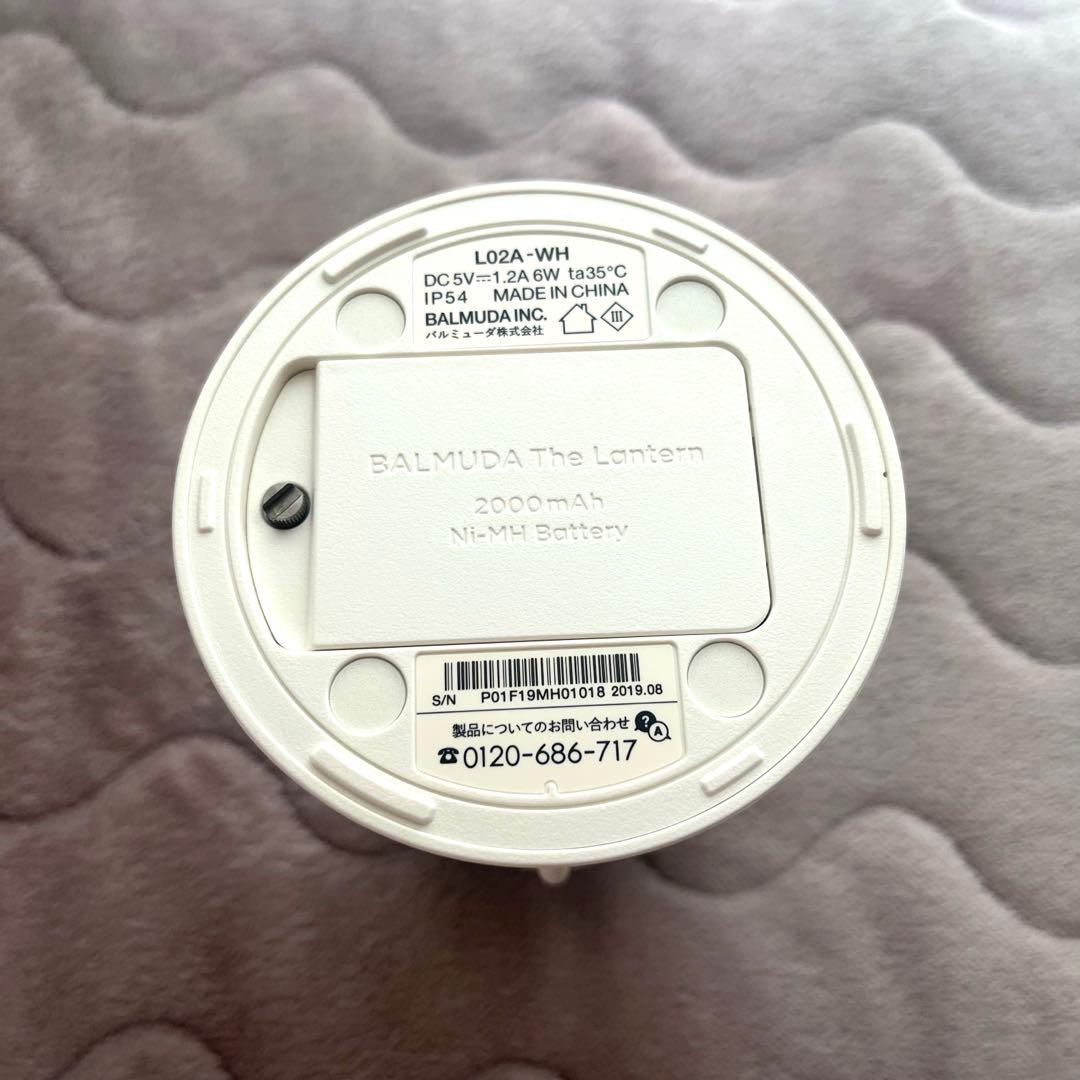 L02A-WH
DC 5V⎓1.2A 6W ta35°C
IP54 MADE IN CHINA
BALMUDA INC.
バルミューダ株式会社
III
BALMUDA The Lantern
2000mAh
Ni-MH Battery
S/N P01F19MH01018 2019.08
製品についてのお問い合わせ ? A
☎0120-686-717